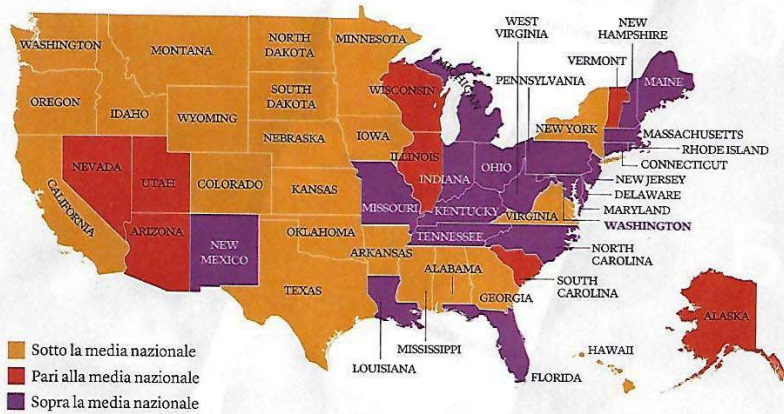 WASHINGTON
MONTANA
NORTH
DAKOTA
MINNESOTA
WEST
VIRGINIA
NEW
HAMPSHIRE
VERMONT
MAINE
OREGON
IDAHO
WYOMING
SOUTH
DAKOTA
WISCONSIN
MICHIGAN
PENNSYLVANIA
NEW YORK
MASSACHUSETTS
RHODE ISLAND
CONNECTICUT
NEW JERSEY
DELAWARE
MARYLAND
WASHINGTON
NEBRASKA
IOWA
ILLINOIS
INDIANA
OHIO
NEVADA
UTAH
COLORADO
KANSAS
MISSOURI
KENTUCKY
VIRGINIA
CALIFORNIA
ARIZONA
NEW
MEXICO
OKLAHOMA
ARKANSAS
TENNESSEE
NORTH
CAROLINA
SOUTH
CAROLINA
TEXAS
ALABAMA
GEORGIA
MISSISSIPPI
LOUISIANA
FLORIDA
ALASKA
HAWAII
Sotto la media nazionale
Pari alla media nazionale
Sopra la media nazionale